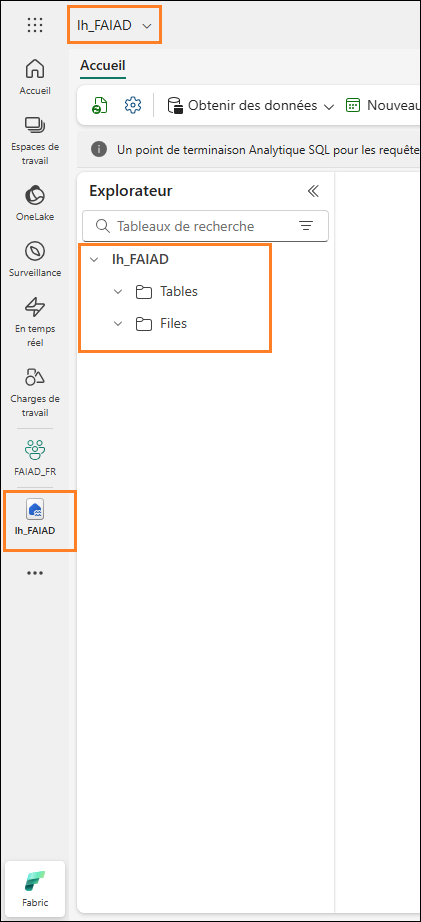 lh_FAIAD
Accueil
Obtenir des données
Nouveau
Un point de terminaison Analytique SQL pour les requête
Accueil
Espaces de
travail
OneLake
Surveillance
En temps
réel
Charges de
travail
FAIAD_FR
lh_FAIAD
Fabric
Explorateur
Tableaux de recherche
lh_FAIAD
Tables
Files